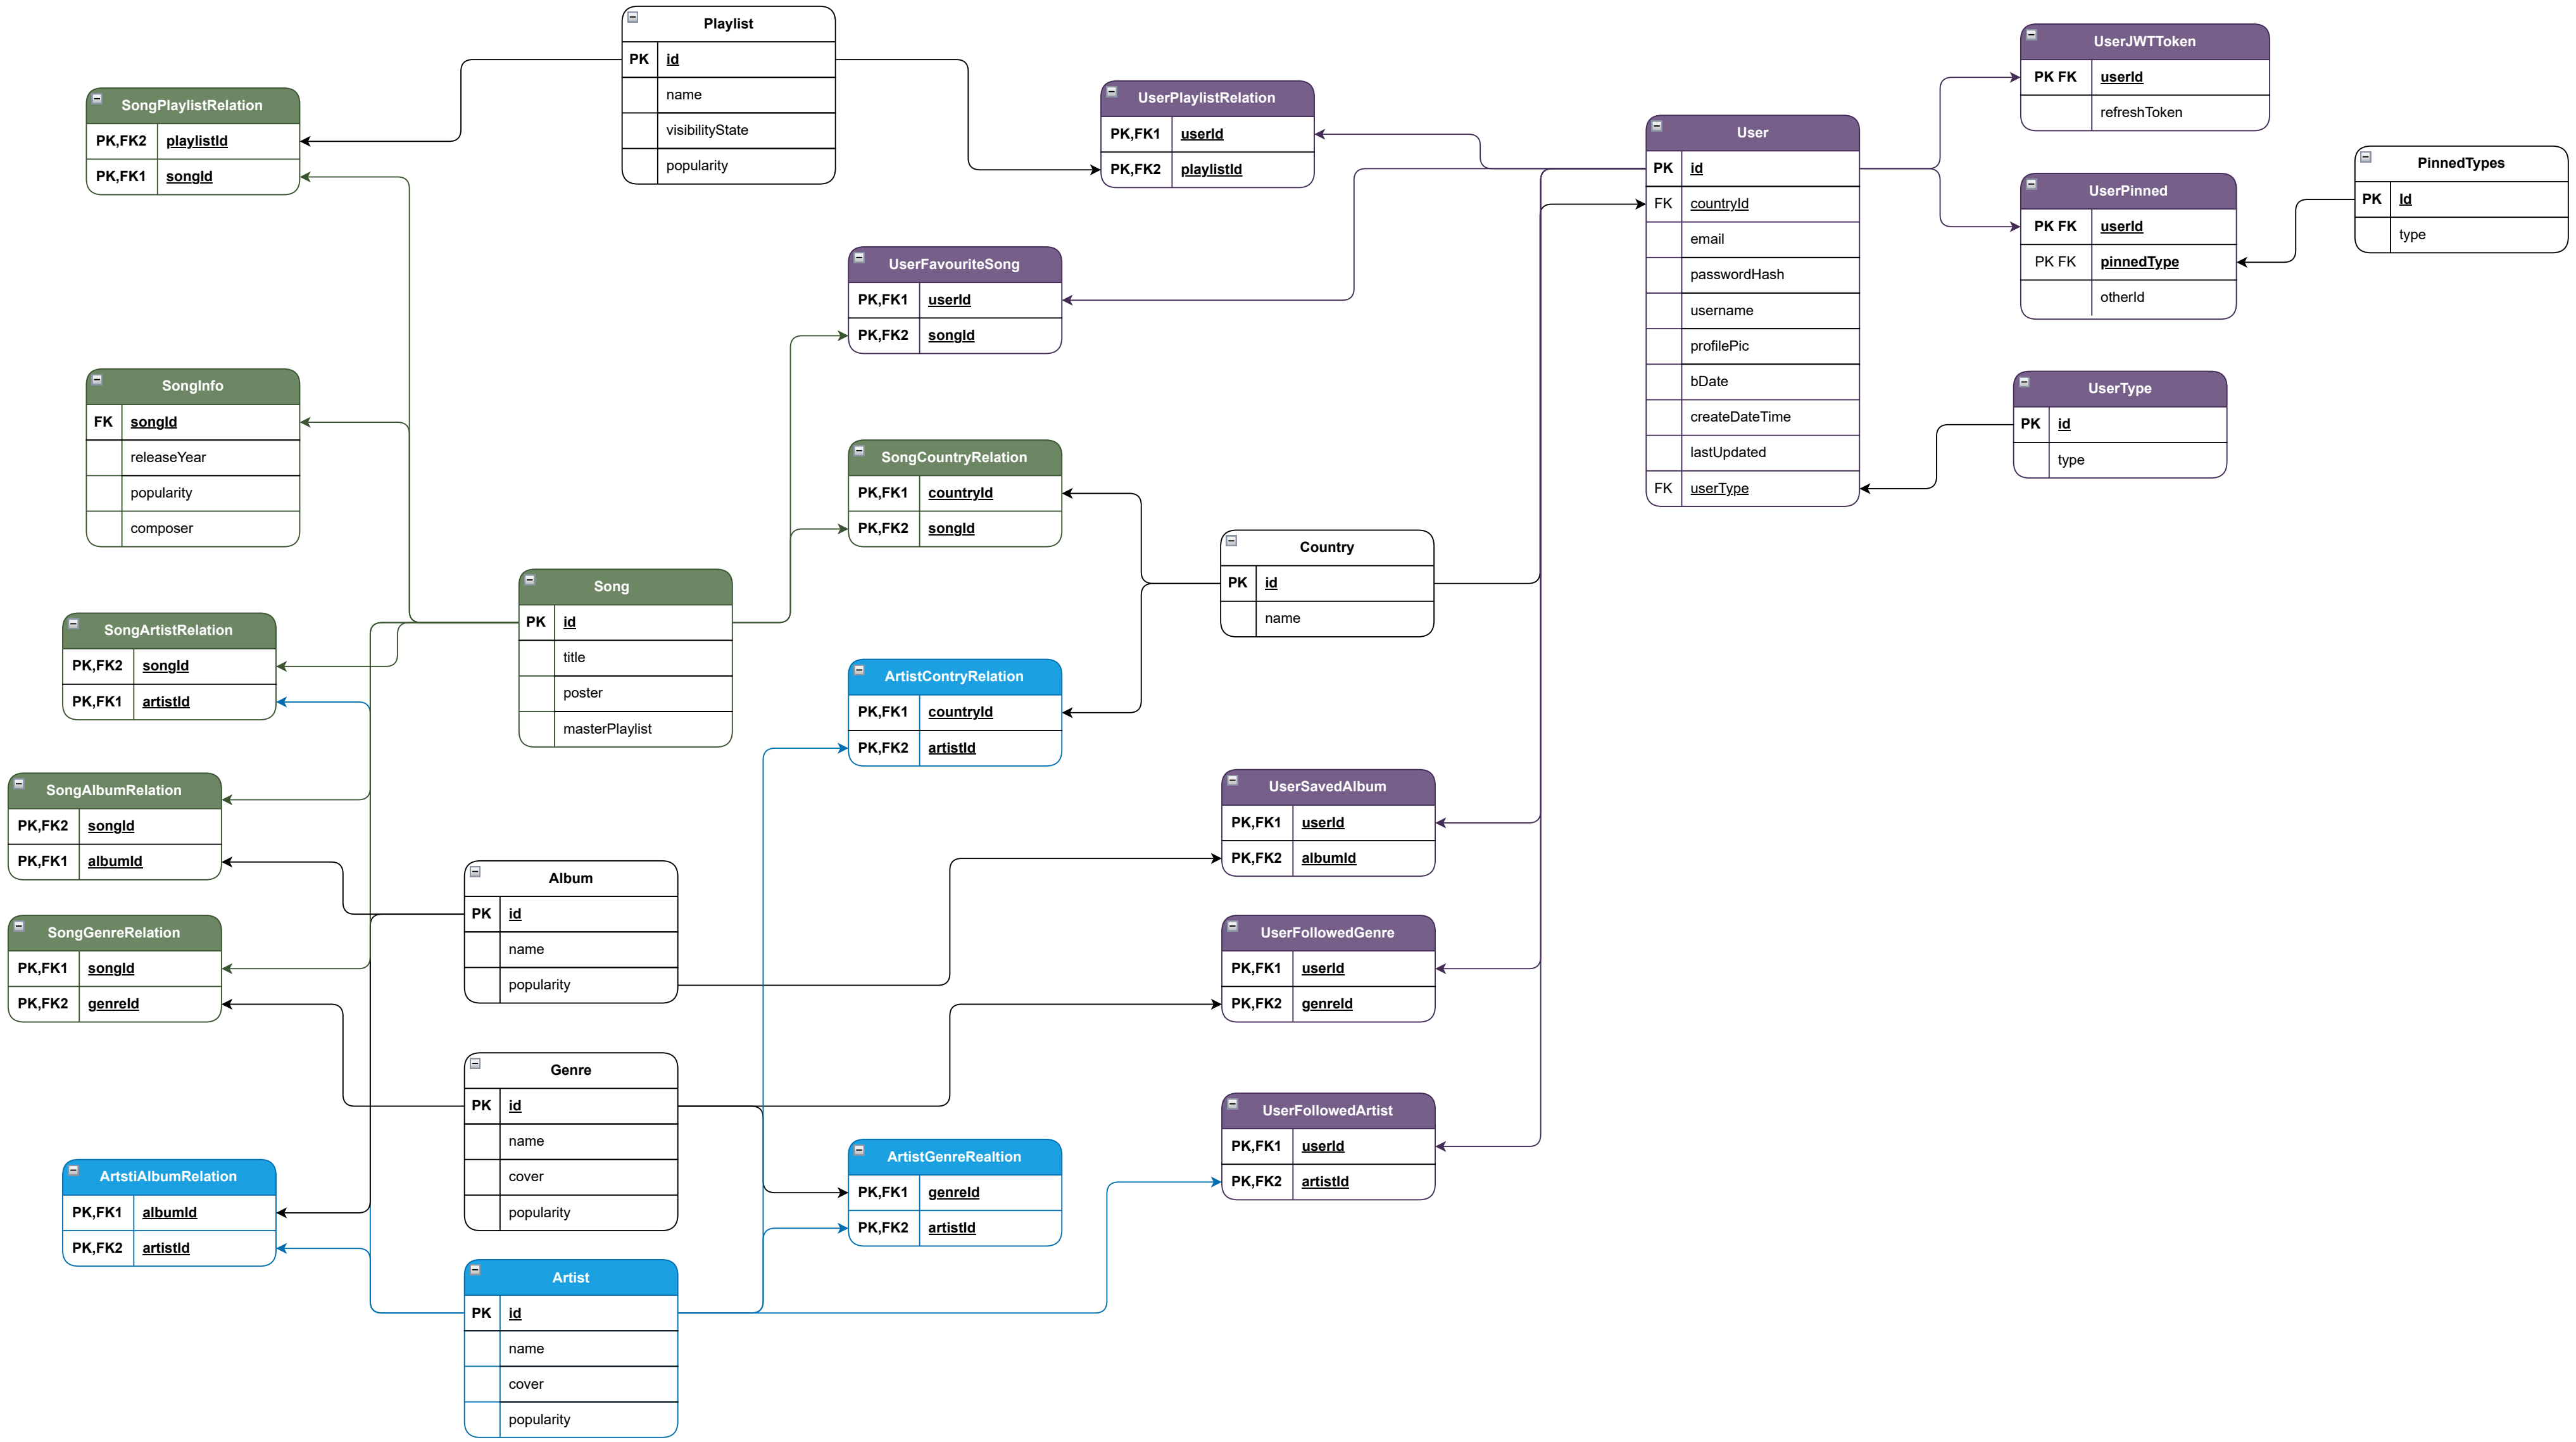 Playlist
PK id
name
visibilityState
popularity
SongPlaylistRelation
PK,FK2 playlistId
PK,FK1 songId
UserPlaylistRelation
PK,FK1 userId
PK,FK2 playlistId
User
PK id
FK countryId
email
passwordHash
username
profilePic
bDate
createDateTime
lastUpdated
FK userType
UserJWTToken
PK FK userId
refreshToken
UserPinned
PK FK userId
PK FK pinnedType
otherId
PinnedTypes
PK Id
type
UserFavouriteSong
PK,FK1 userId
PK,FK2 songId
SongInfo
FK songId
releaseYear
popularity
composer
UserType
PK id
type
SongCountryRelation
PK,FK1 countryId
PK,FK2 songId
Country
PK id
name
Song
PK id
title
poster
masterPlaylist
SongArtistRelation
PK,FK2 songId
PK,FK1 artistId
ArtistContryRelation
PK,FK1 countryId
PK,FK2 artistId
SongAlbumRelation
PK,FK2 songId
PK,FK1 albumId
UserSavedAlbum
PK,FK1 userId
PK,FK2 albumId
Album
PK id
name
popularity
SongGenreRelation
PK,FK1 songId
PK,FK2 genreId
UserFollowedGenre
PK,FK1 userId
PK,FK2 genreId
Genre
PK id
name
cover
popularity
UserFollowedArtist
PK,FK1 userId
PK,FK2 artistId
ArtistGenreRealtion
PK,FK1 genreId
PK,FK2 artistId
ArtstiAlbumRelation
PK,FK1 albumId
PK,FK2 artistId
Artist
PK id
name
cover
popularity